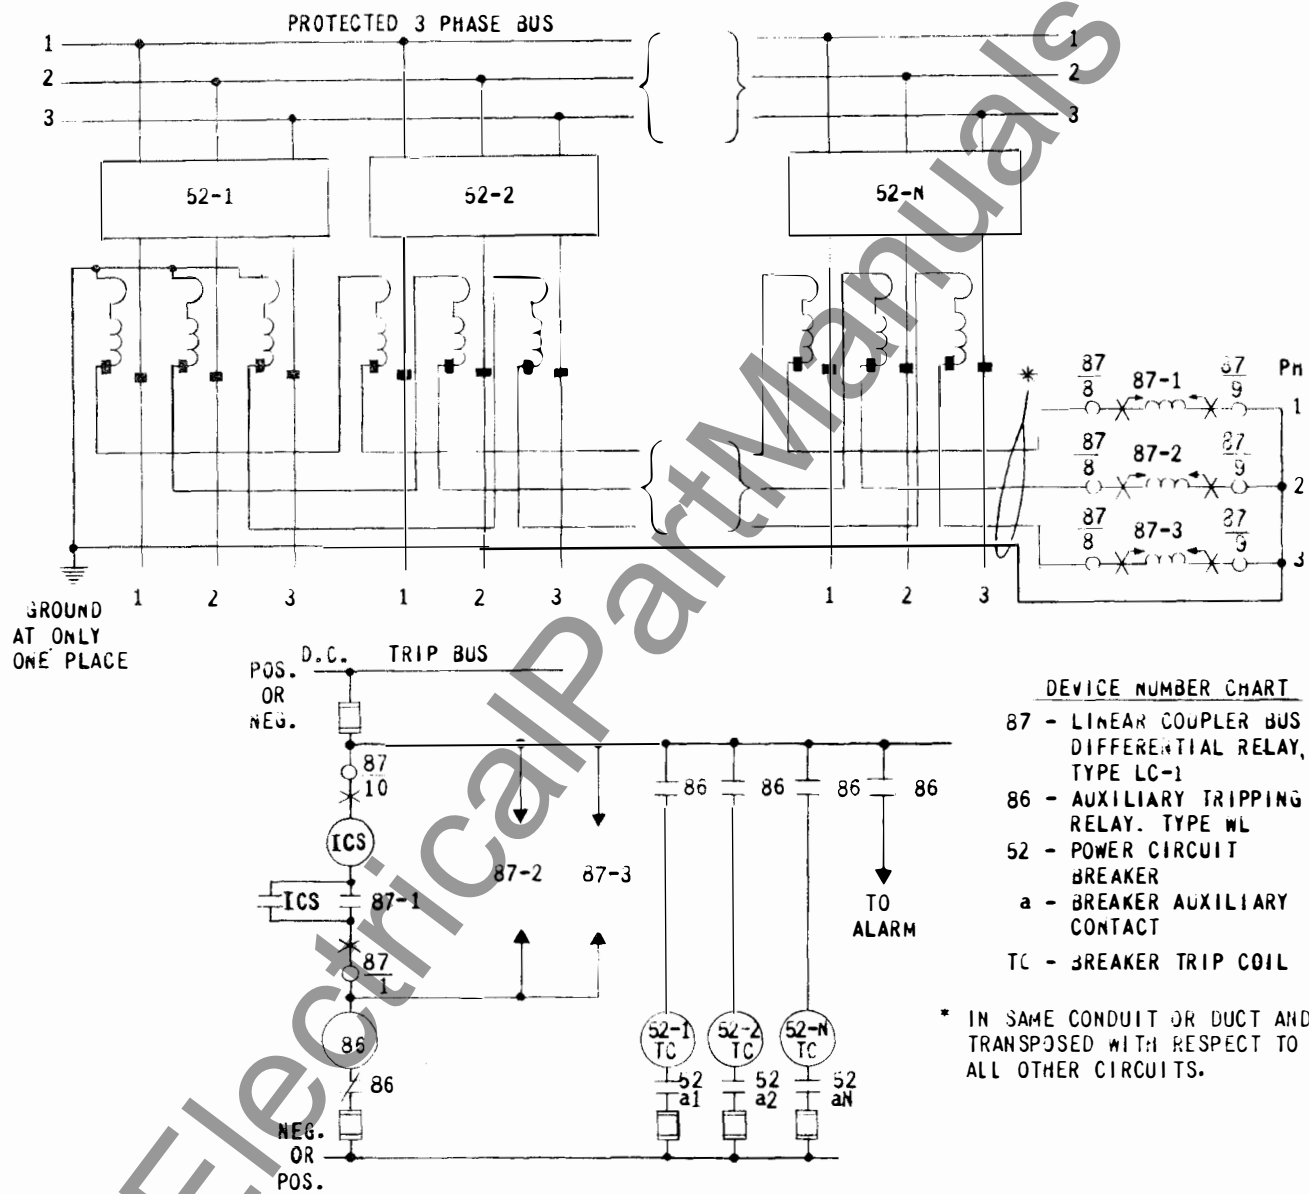 PROTECTED 3 PHASE BUS
1
2
3
1
2
3
52-1
52-2
52-N
*
87
8
87-1
87
9
PH
1
87
8
87-2
87
9
2
87
8
87-3
87
9
3
1 2 3
1 2 3
1 2 3
GROUND
AT ONLY
ONE PLACE
D.C. TRIP BUS
POS.
OR
NEG.
87
10
ICS
ICS
87-1
87-2
87-3
87
1
86
86
NEG.
OR
POS.
86
86
86
86
TO
ALARM
52-1
TC
52-2
TC
52-N
TC
52
a1
52
a2
52
aN
DEVICE NUMBER CHART
87 - LINEAR COUPLER BUS
DIFFERENTIAL RELAY,
TYPE LC-1
86 - AUXILIARY TRIPPING
RELAY. TYPE WL
52 - POWER CIRCUIT
BREAKER
a - BREAKER AUXILIARY
CONTACT
TC - BREAKER TRIP COIL
* IN SAME CONDUIT OR DUCT AND
TRANSPOSED WITH RESPECT TO
ALL OTHER CIRCUITS.
ElectricalPartManuals